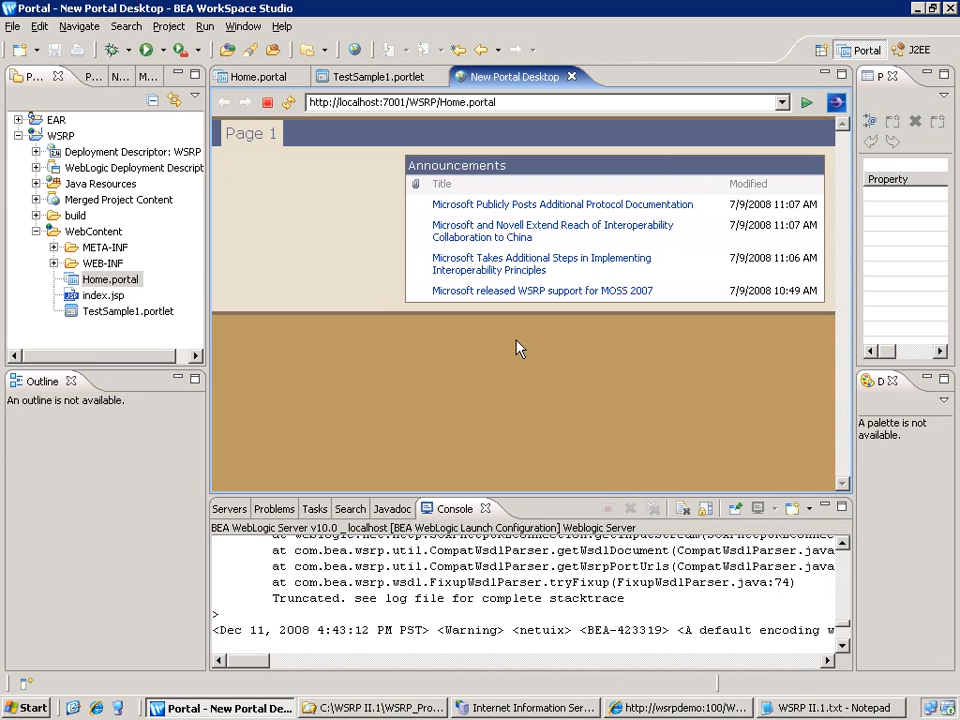 Portal - New Portal Desktop - BEA WorkSpace Studio
File Edit Navigate Search Project Run Window Help
Portal J2EE
P... P... N... M...
Home.portal TestSample1.portlet New Portal Desktop
P
http://localhost:7001/WSRP/Home.portal
EAR
WSRP
Deployment Descriptor: WSRP
WebLogic Deployment Descript
Java Resources
Merged Project Content
build
WebContent
META-INF
WEB-INF
Home.portal
index.jsp
TestSample1.portlet
Page 1
Announcements
Title Modified
Microsoft Publicly Posts Additional Protocol Documentation 7/9/2008 11:07 AM
Microsoft and Novell Extend Reach of Interoperability 7/9/2008 11:07 AM
Collaboration to China
Microsoft Takes Additional Steps in Implementing 7/9/2008 11:06 AM
Interoperability Principles
Microsoft released WSRP support for MOSS 2007 7/9/2008 10:49 AM
Property
Outline
An outline is not available.
D
A palette is not
available.
Servers Problems Tasks Search Javadoc Console
BEA WebLogic Server v10.0 _ localhost [BEA WebLogic Launch Configuration] Weblogic Server
at com.bea.wsrp.util.CompatWsdlParser.getWsdlDocument(CompatWsdlParser.java
at com.bea.wsrp.util.CompatWsdlParser.getWsrpPortUrls(CompatWsdlParser.java
at com.bea.wsrp.wsdl.FixupWsdlParser.tryFixup(FixupWsdlParser.java:74)
Truncated. see log file for complete stacktrace
>
<Dec 11, 2008 4:43:12 PM PST> <Warning> <netuix> <BEA-423319> <A default encoding w
Start Portal - New Portal De... C:\WSRP II.1\WSRP_Pro... Internet Information Ser... http://wsrpdemo:100/W... WSRP II.1.txt - Notepad